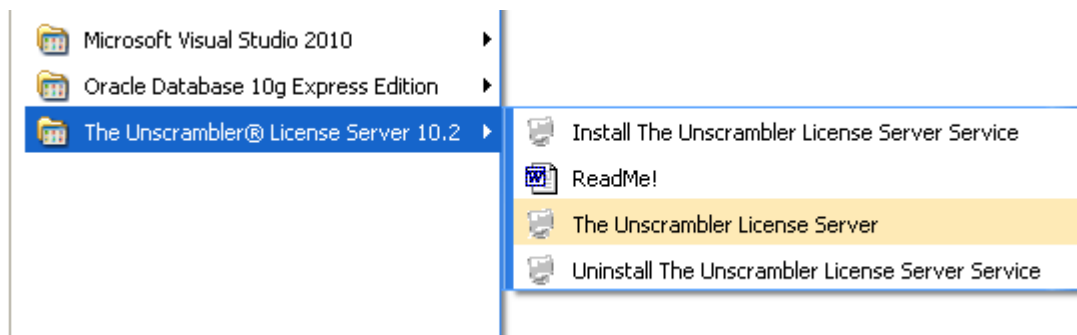 Microsoft Visual Studio 2010
Oracle Database 10g Express Edition
The Unscrambler® License Server 10.2
Install The Unscrambler License Server Service
ReadMe!
The Unscrambler License Server
Uninstall The Unscrambler License Server Service